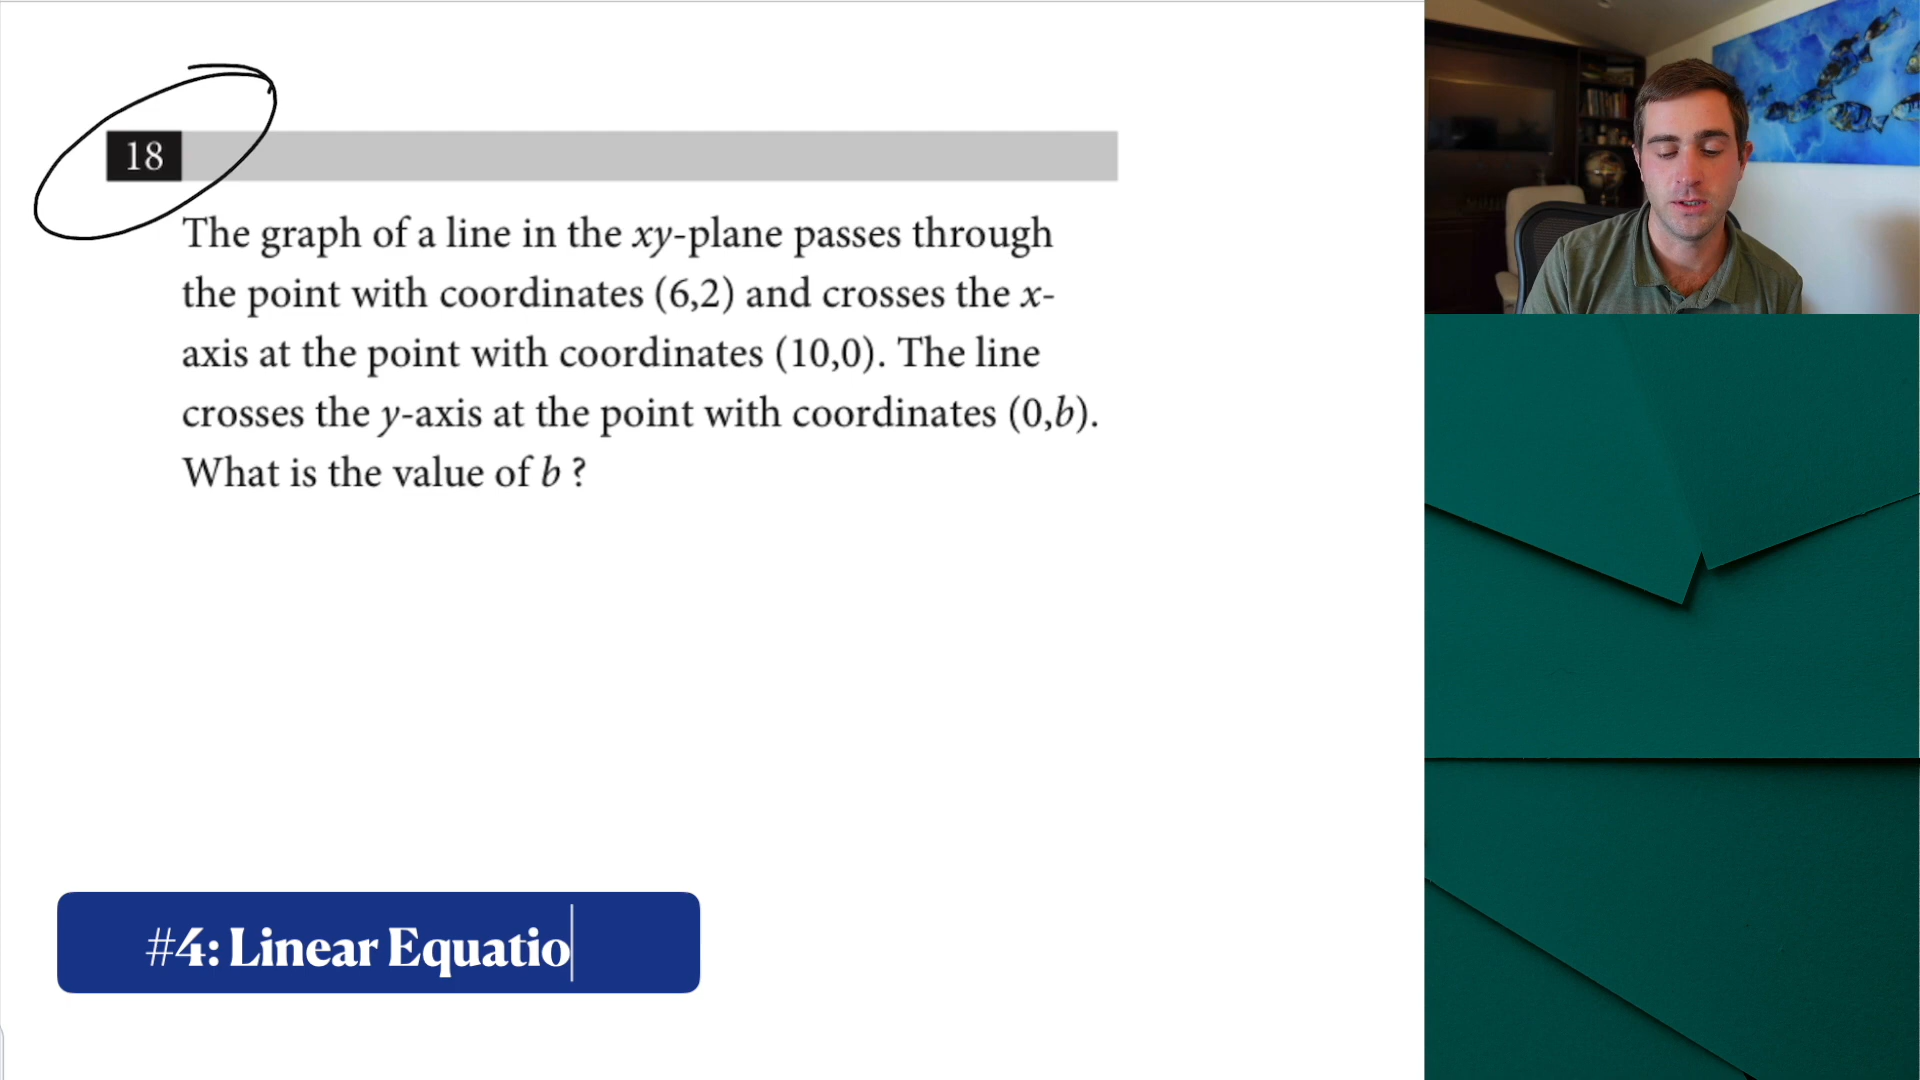 18
The graph of a line in the xy-plane passes through
the point with coordinates (6,2) and crosses the x-
axis at the point with coordinates (10,0). The line
crosses the y-axis at the point with coordinates (0,b).
What is the value of b ?
#4: Linear Equatio